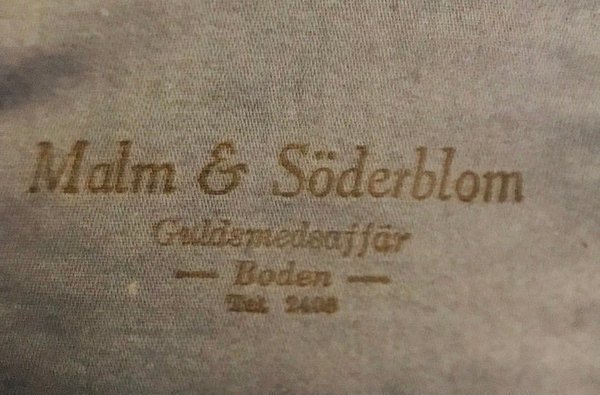 Malm & Söderblom
Guldsmedsaffär
— Boden —
Tel. 2408